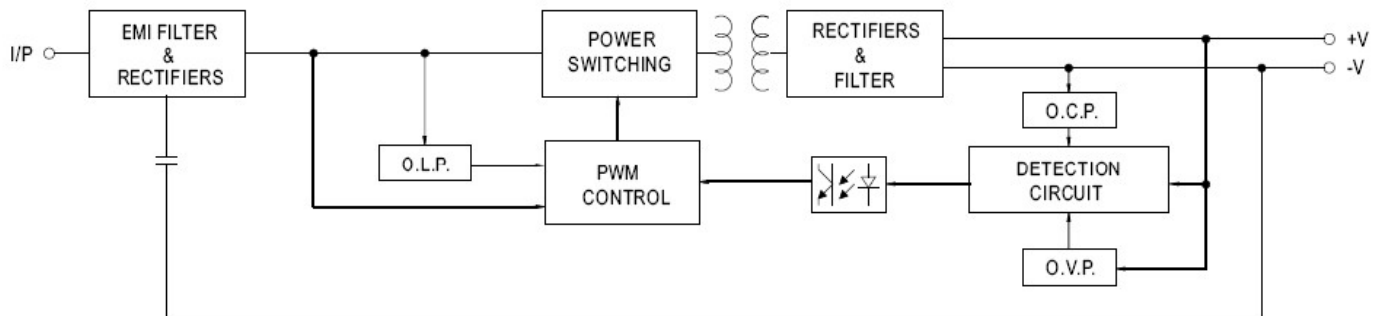 I/P
EMI FILTER
&
RECTIFIERS
POWER
SWITCHING
RECTIFIERS
&
FILTER
+V
-V
O.C.P.
O.L.P.
PWM
CONTROL
DETECTION
CIRCUIT
O.V.P.